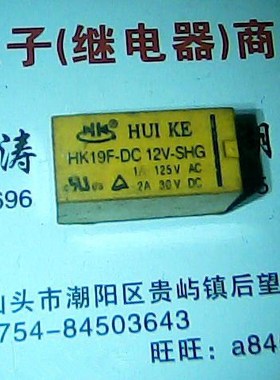 子(继电器)商
涛
696
HK HUI KE
HK19F-DC 12V-SHG
1A 125V AC
2A 30V DC
汕头市潮阳区贵屿镇后望
0754-84503643
旺旺：a84